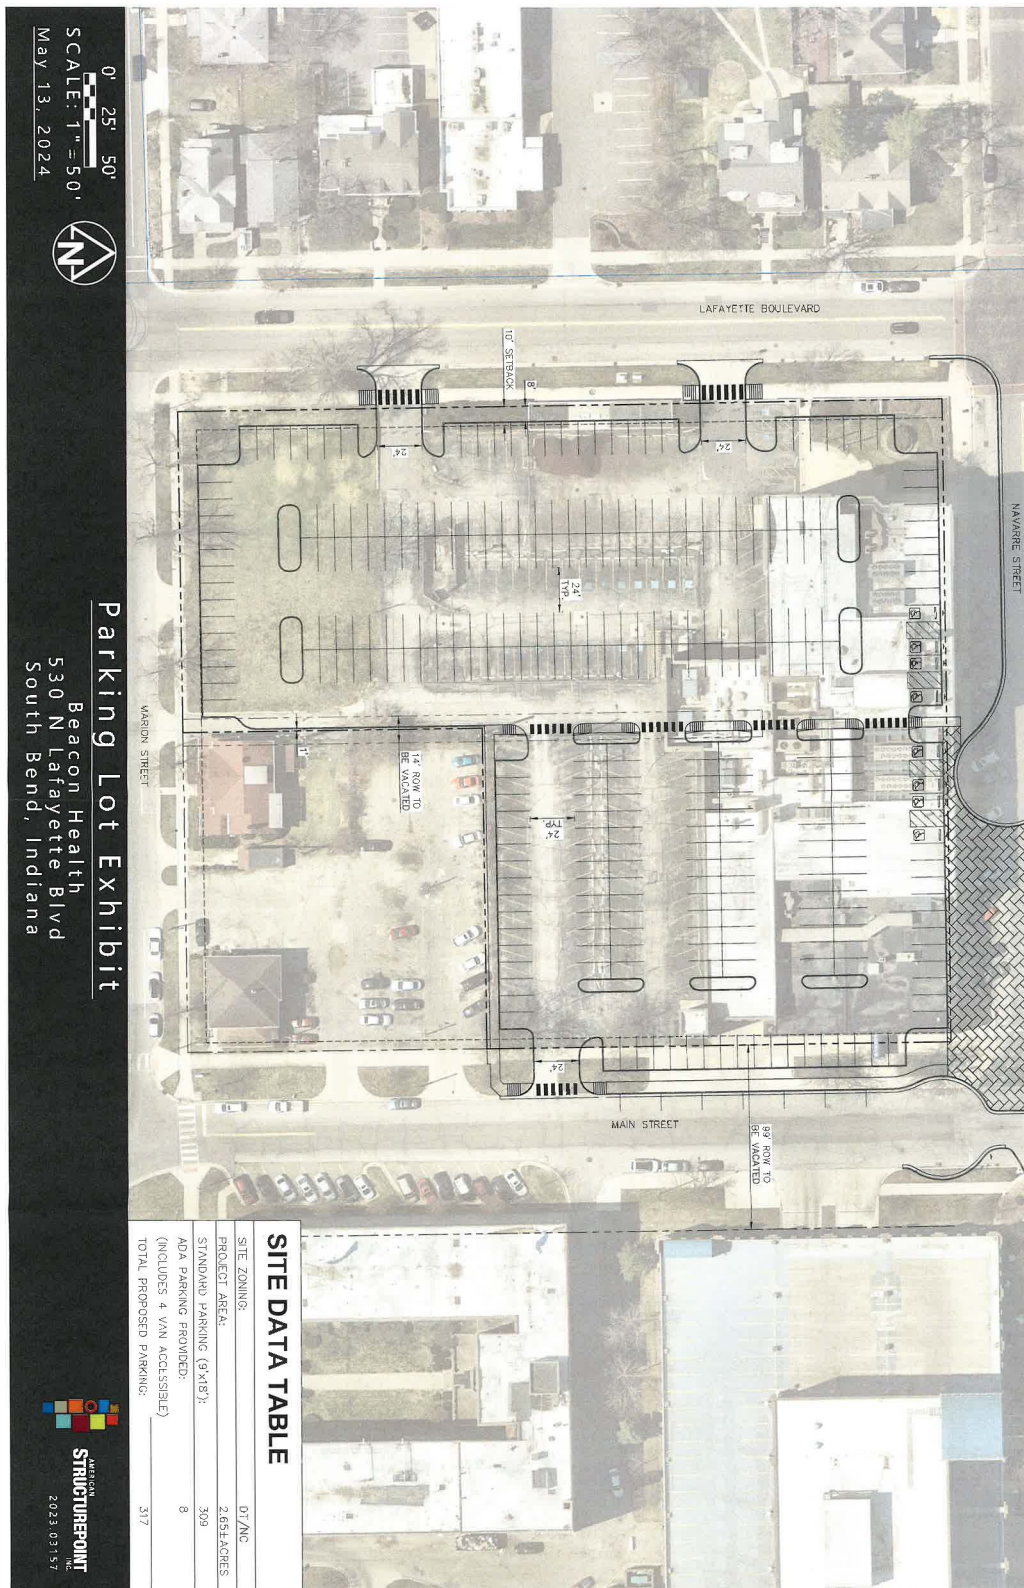 LAFAYETTE BOULEVARD
NAVARRE STREET
10' SETBACK
8'
24'
24'
24'
TYP.
1'
14' ROW TO
BE VACATED
24'
TYP.
24'
MARION STREET
MAIN STREET
99' ROW TO
BE VACATED
SITE DATA TABLE
SITE ZONING: DT/NC
PROJECT AREA: 2.65±ACRES
STANDARD PARKING (9'x18'): 309
ADA PARKING PROVIDED: 8
(INCLUDES 4 VAN ACCESSIBLE)
TOTAL PROPOSED PARKING: 317
0' 25' 50'
SCALE: 1"=50'
May 13, 2024
N
Parking Lot Exhibit
Beacon Health
530 N Lafayette Blvd
South Bend, Indiana
AMERICAN
STRUCTUREPOINT
INC.
2023.03157